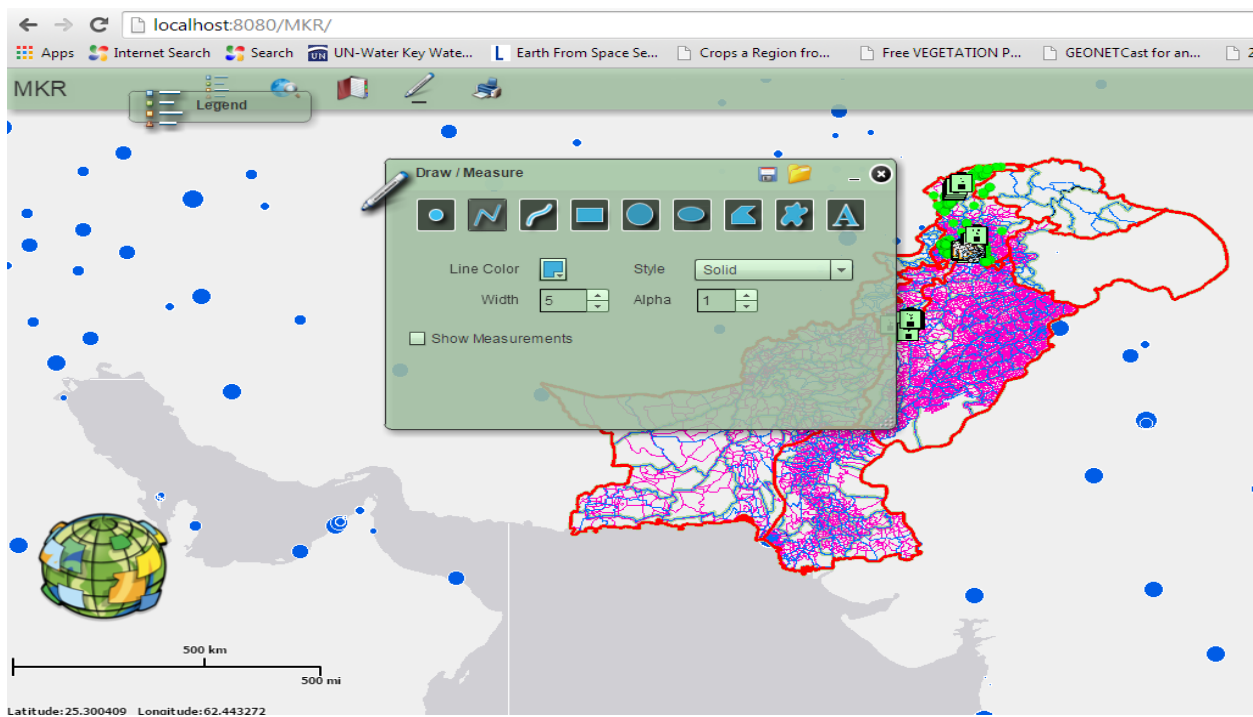 localhost:8080/MKR/
Apps Internet Search Search UN-Water Key Wate... Earth From Space Se... Crops a Region fro... Free VEGETATION P... GEONETCast for an... 2
MKR
Legend
Draw / Measure
A
Line Color Style Solid
Width 5 Alpha 1
Show Measurements
500 km
500 mi
Latitude:25.300409 Longitude:62.443272